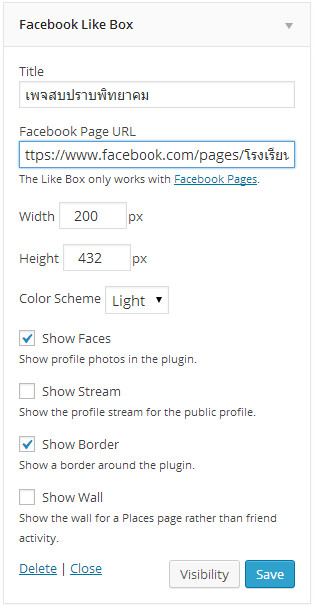 Facebook Like Box
Title
เพจสบปราบพิทยาคม
Facebook Page URL
ttps://www.facebook.com/pages/โรงเรียน
The Like Box only works with Facebook Pages.
Width 200 px
Height 432 px
Color Scheme Light
Show Faces
Show profile photos in the plugin.
Show Stream
Show the profile stream for the public profile.
Show Border
Show a border around the plugin.
Show Wall
Show the wall for a Places page rather than friend
activity.
Delete | Close Visibility Save